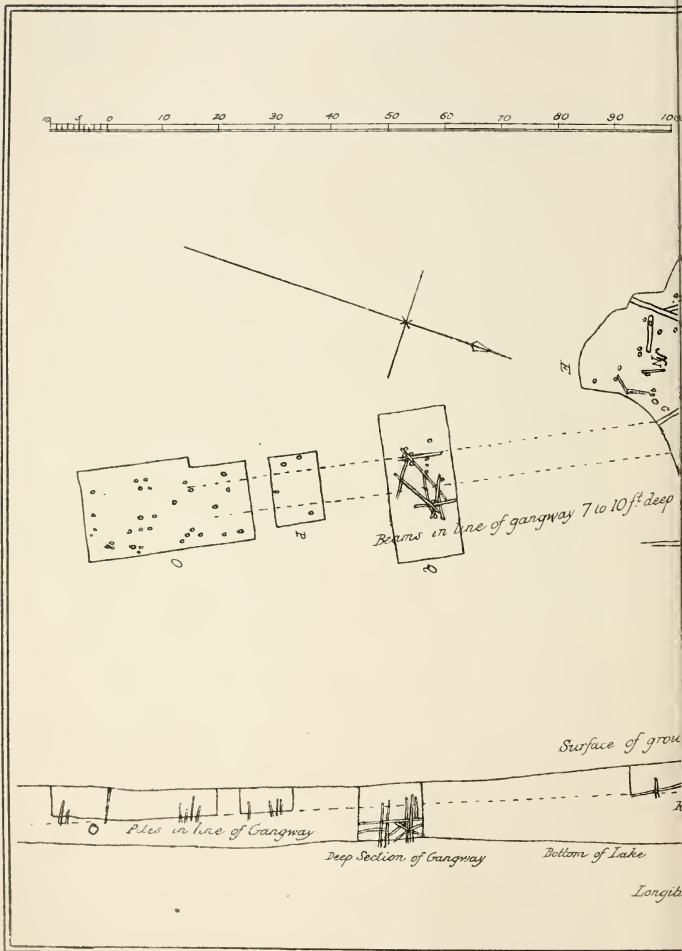 10 5 0 10 20 30 40 50 60 70 80 90 100
E
G
O
P
Q
Beams in line of gangway 7 to 10 ft. deep
Surface of grou
O
Piles in line of Gangway
Deep Section of Gangway
Bottom of Lake
Longit